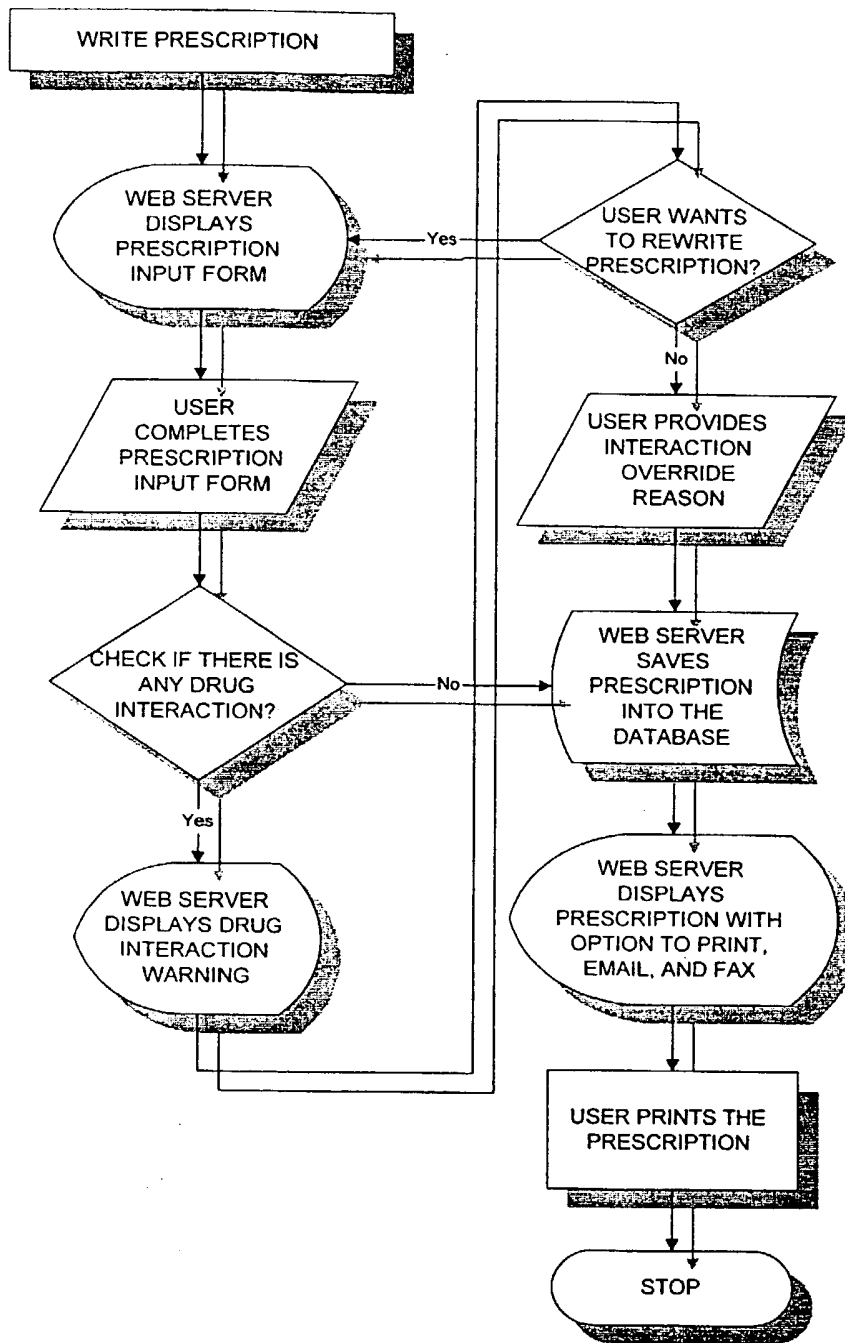 WRITE PRESCRIPTION
WEB SERVER
DISPLAYS
PRESCRIPTION
INPUT FORM
USER
COMPLETES
PRESCRIPTION
INPUT FORM
CHECK IF THERE IS
ANY DRUG
INTERACTION?
No
Yes
WEB SERVER
DISPLAYS DRUG
INTERACTION
WARNING
USER WANTS
TO REWRITE
PRESCRIPTION?
Yes
No
USER PROVIDES
INTERACTION
OVERRIDE
REASON
WEB SERVER
SAVES
PRESCRIPTION
INTO THE
DATABASE
WEB SERVER
DISPLAYS
PRESCRIPTION WITH
OPTION TO PRINT,
EMAIL, AND FAX
USER PRINTS THE
PRESCRIPTION
STOP